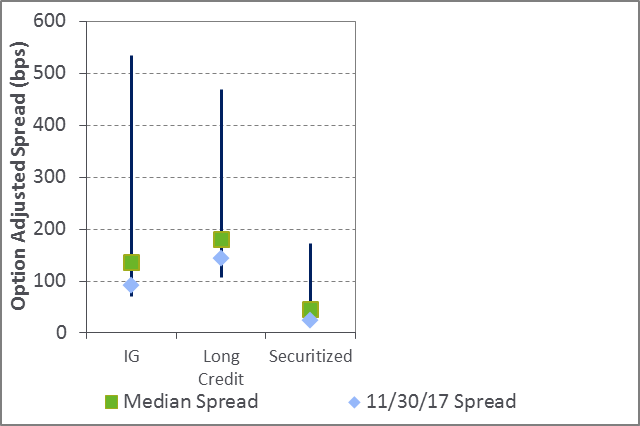 Option Adjusted Spread (bps)
600
500
400
300
200
100
0
IG
Long
Credit
Securitized
Median Spread
11/30/17 Spread